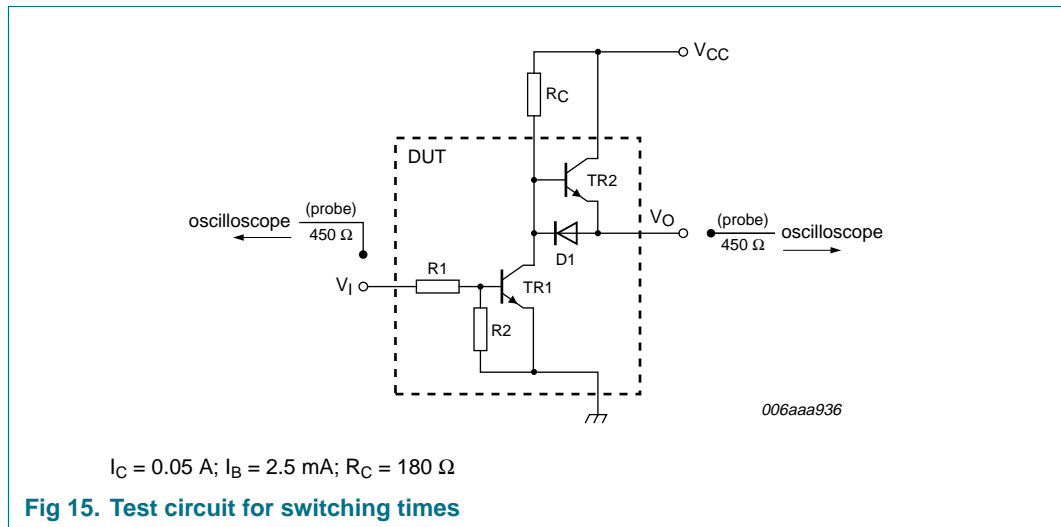 V_CC
R_C
DUT
TR2
oscilloscope
(probe)
450 Ω
V_O
(probe)
450 Ω
oscilloscope
D1
R1
V_I
TR1
R2
006aaa936
I_C = 0.05 A; I_B = 2.5 mA; R_C = 180 Ω
Fig 15. Test circuit for switching times